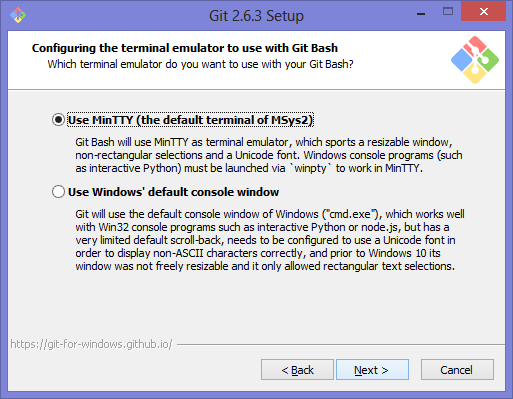 Git 2.6.3 Setup
Configuring the terminal emulator to use with Git Bash
Which terminal emulator do you want to use with your Git Bash?
Use MinTTY (the default terminal of MSys2)
Git Bash will use MinTTY as terminal emulator, which sports a resizable window,
non-rectangular selections and a Unicode font. Windows console programs (such
as interactive Python) must be launched via `winpty` to work in MinTTY.
Use Windows' default console window
Git will use the default console window of Windows ("cmd.exe"), which works well
with Win32 console programs such as interactive Python or node.js, but has a
very limited default scroll-back, needs to be configured to use a Unicode font in
order to display non-ASCII characters correctly, and prior to Windows 10 its
window was not freely resizable and it only allowed rectangular text selections.
https://git-for-windows.github.io/
< Back Next > Cancel